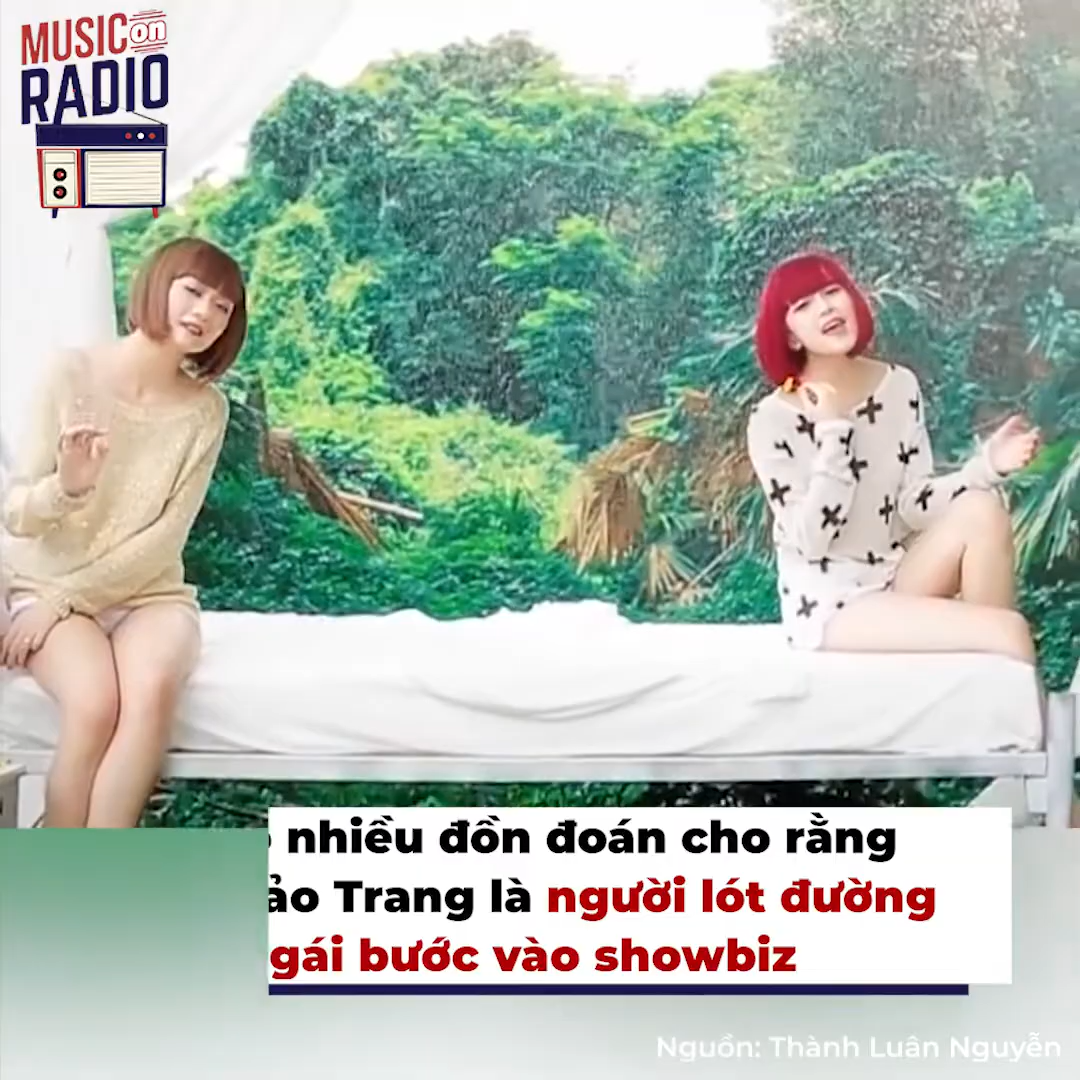 MUSIC on
RADIO
nhiều đồn đoán cho rằng
ảo Trang là người lót đường
gái bước vào showbiz
Nguồn: Thành Luân Nguyễn